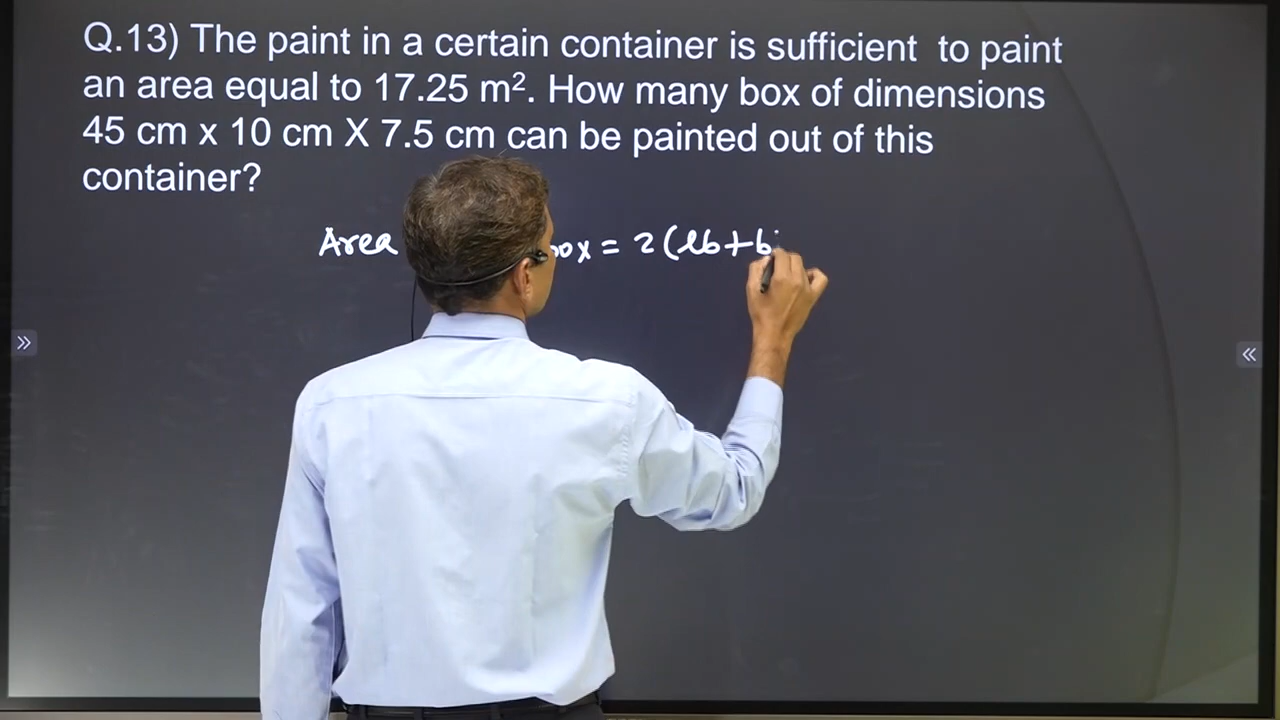 Q.13) The paint in a certain container is sufficient to paint
an area equal to 17.25 m². How many box of dimensions
45 cm x 10 cm X 7.5 cm can be painted out of this
container?
Area = 2(lb+b